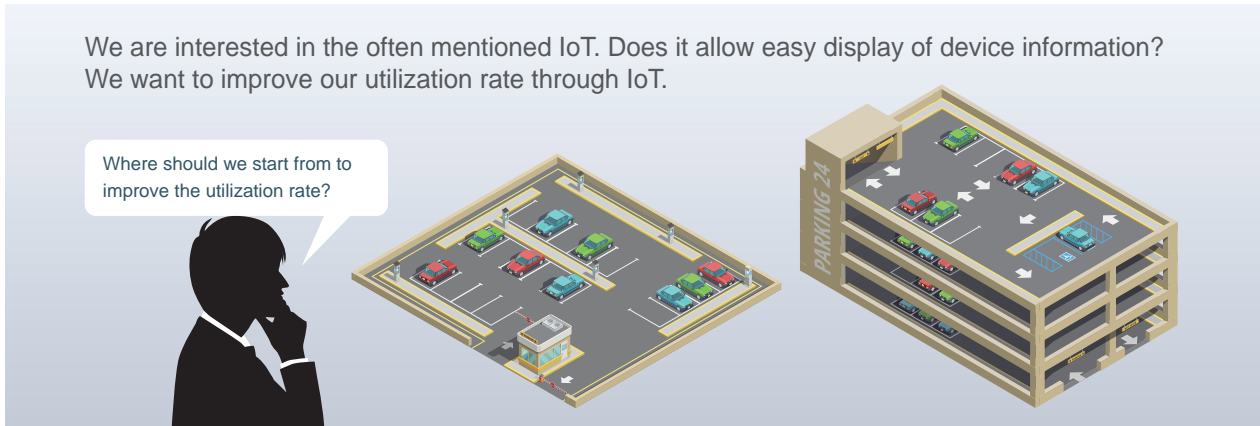 We are interested in the often mentioned IoT. Does it allow easy display of device information?
We want to improve our utilization rate through IoT.
Where should we start from to
improve the utilization rate?
PARKING 24